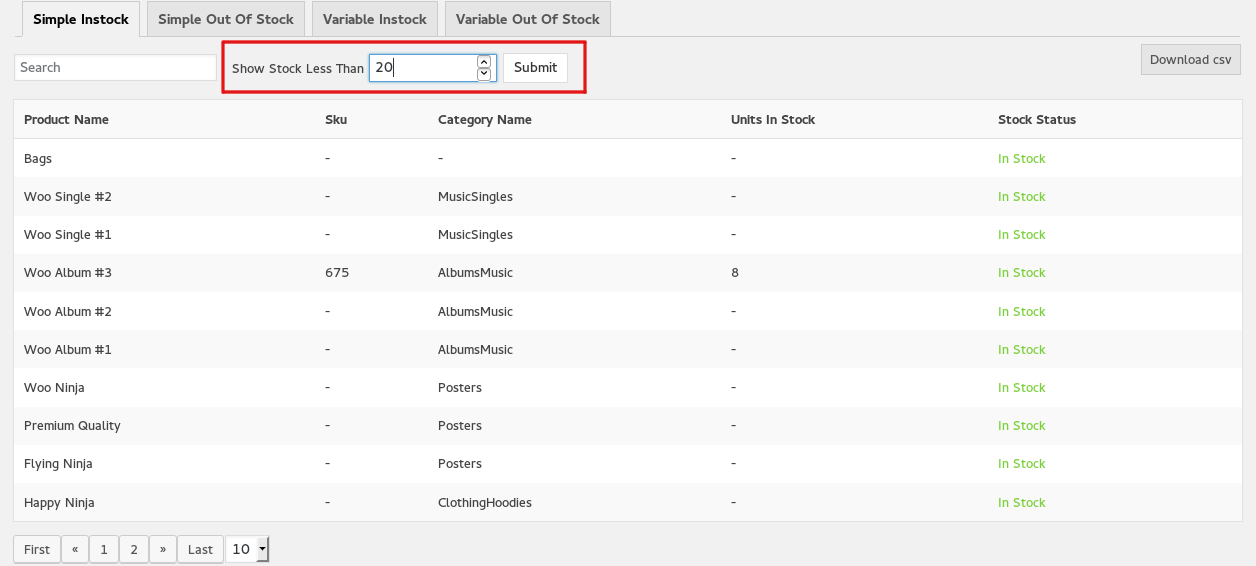 Simple Instock Simple Out Of Stock Variable Instock Variable Out Of Stock
Search Show Stock Less Than 20 Submit Download csv
Product Name Sku Category Name Units In Stock Stock Status
Bags - - - In Stock
Woo Single #2 - MusicSingles - In Stock
Woo Single #1 - MusicSingles - In Stock
Woo Album #3 675 AlbumsMusic 8 In Stock
Woo Album #2 - AlbumsMusic - In Stock
Woo Album #1 - AlbumsMusic - In Stock
Woo Ninja - Posters - In Stock
Premium Quality - Posters - In Stock
Flying Ninja - Posters - In Stock
Happy Ninja - ClothingHoodies - In Stock
First « 1 2 » Last 10